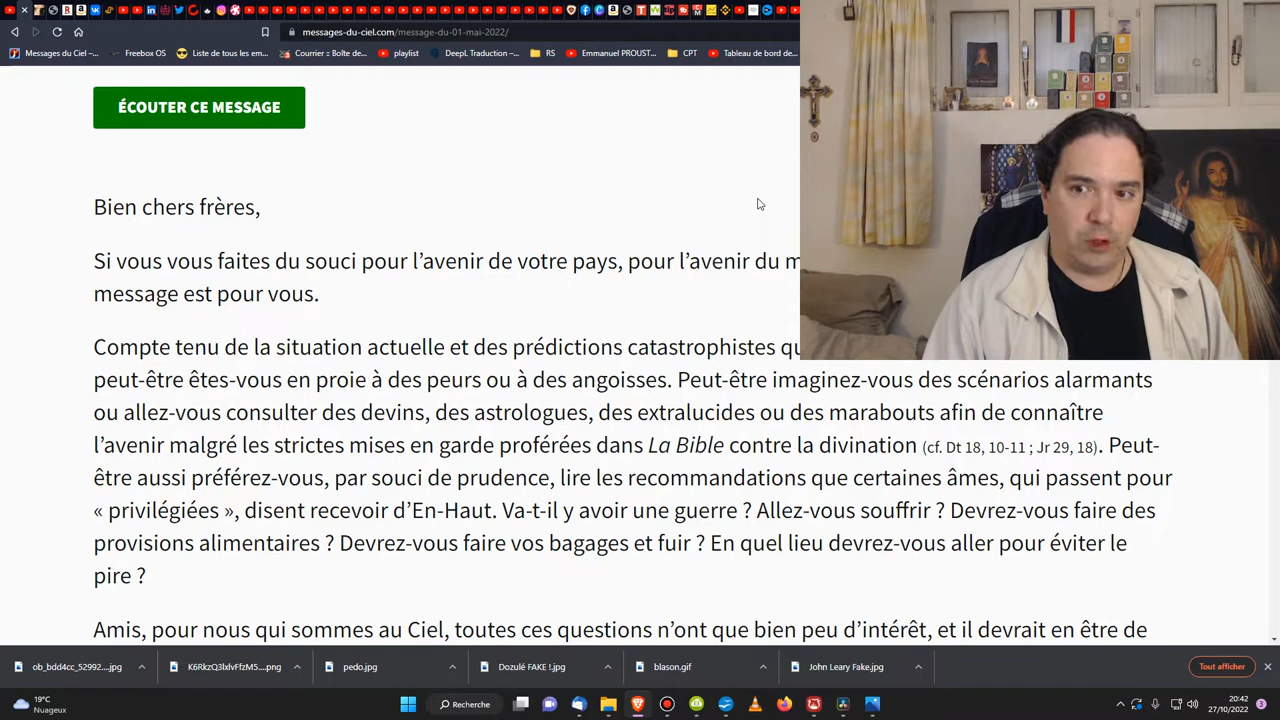 messages-du-ciel.com/message-du-01-mai-2022/
Messages du Ciel –... Freebox OS Liste de tous les em... Courrier :: Boîte de... playlist DeepL Traduction –... RS Emmanuel PROUST... CPT Tableau de bord de...
ÉCOUTER CE MESSAGE
Bien chers frères,
Si vous vous faites du souci pour l’avenir de votre pays, pour l’avenir du m
message est pour vous.
Compte tenu de la situation actuelle et des prédictions catastrophistes qu
peut-être êtes-vous en proie à des peurs ou à des angoisses. Peut-être imaginez-vous des scénarios alarmants
ou allez-vous consulter des devins, des astrologues, des extralucides ou des marabouts afin de connaître
l’avenir malgré les strictes mises en garde proférées dans La Bible contre la divination (cf. Dt 18, 10-11 ; Jr 29, 18). Peut-
être aussi préférez-vous, par souci de prudence, lire les recommandations que certaines âmes, qui passent pour
« privilégiées », disent recevoir d’En-Haut. Va-t-il y avoir une guerre ? Allez-vous souffrir ? Devrez-vous faire des
provisions alimentaires ? Devrez-vous faire vos bagages et fuir ? En quel lieu devrez-vous aller pour éviter le
pire ?
Amis, pour nous qui sommes au Ciel, toutes ces questions n’ont que bien peu d’intérêt, et il devrait en être de
ob_bdd4cc_52992....jpg K6RkzQ3lxlvFfzM5....png pedo.jpg Dozulé FAKE !.jpg blason.gif John Leary Fake.jpg Tout afficher
19°C
Nuageux
Recherche
20:42
27/10/2022
3